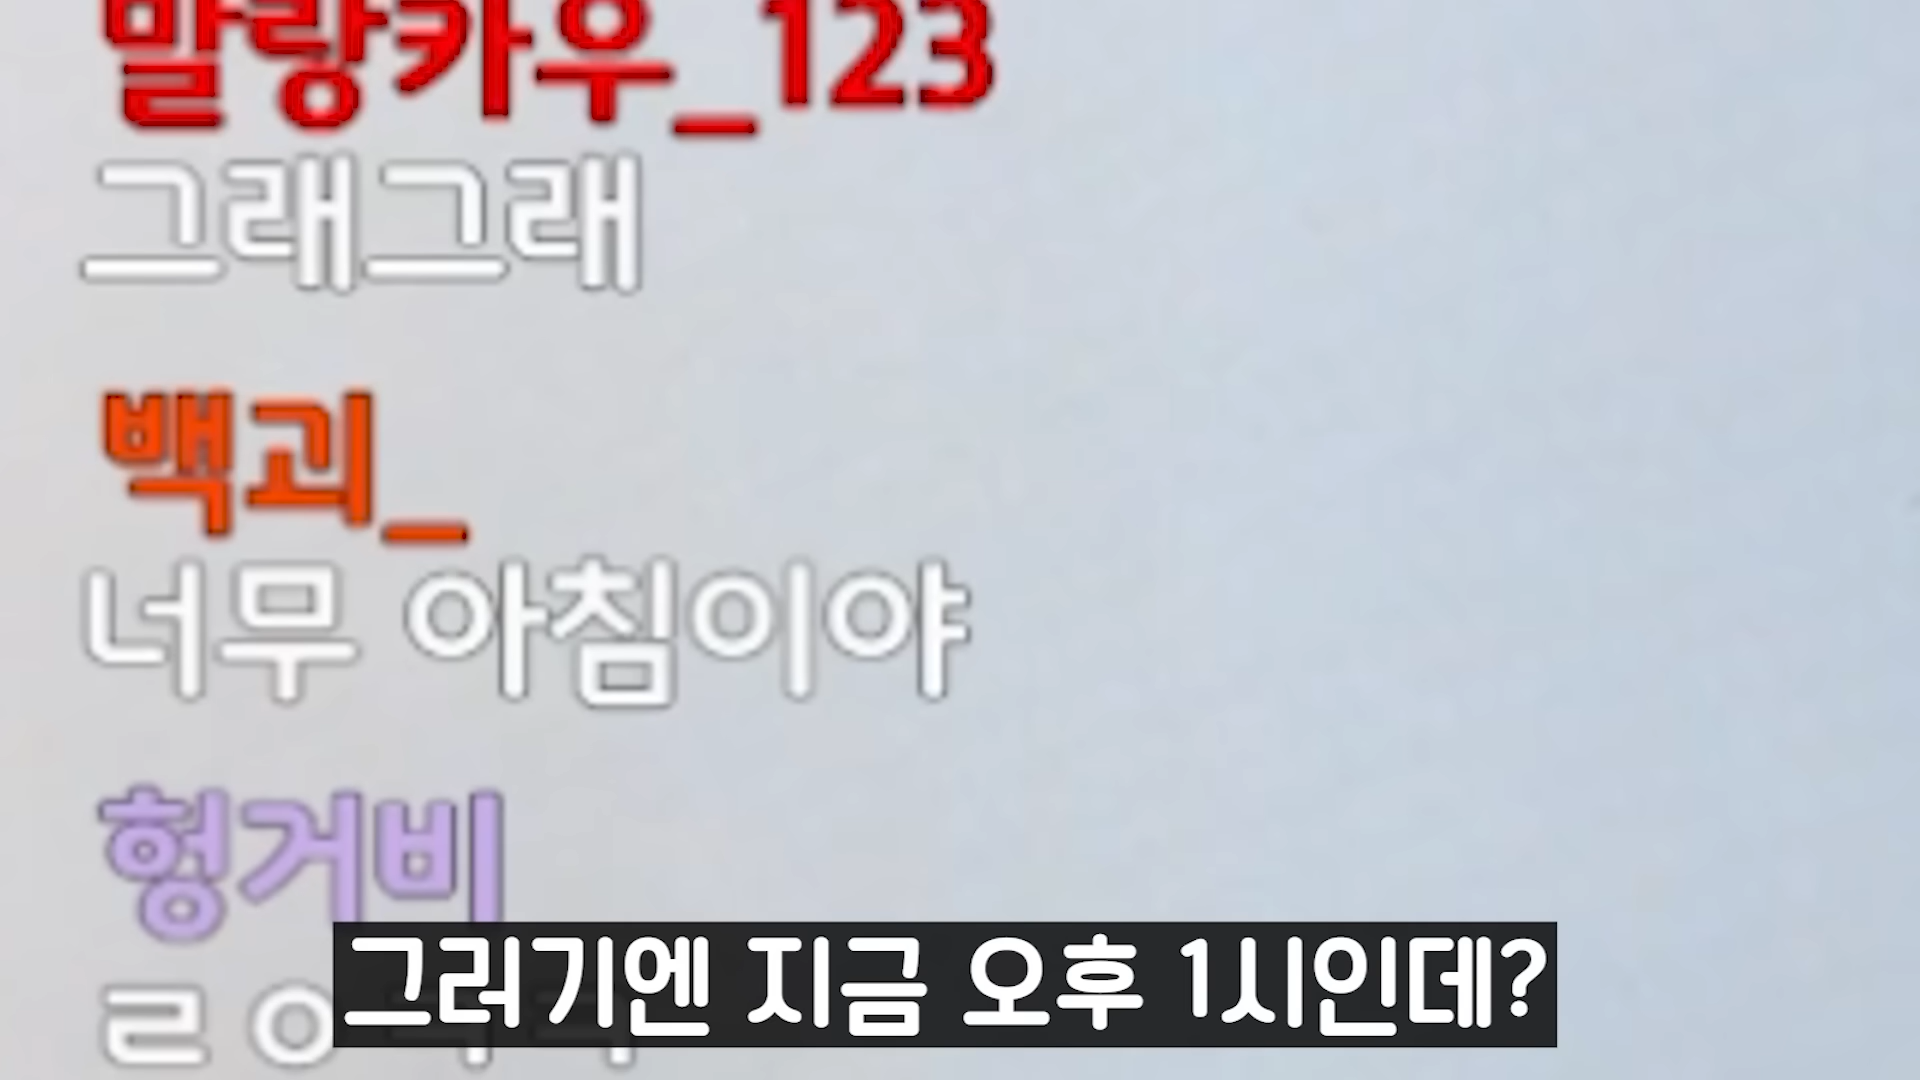 말랑카우_123
그래그래
백괴_
너무 아침이야
헝거비
ㄹㅇㅋㅋ
그러기엔 지금 오후 1시인데?